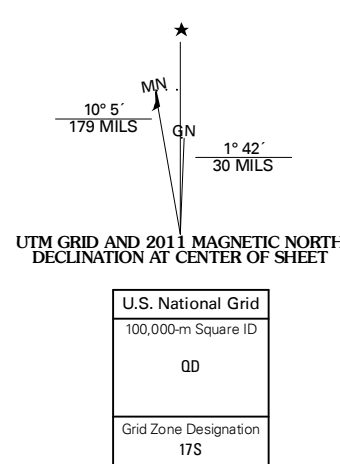 ★
MN
10° 5´
179 MILS
GN
1° 42´
30 MILS
UTM GRID AND 2011 MAGNETIC NORTH
DECLINATION AT CENTER OF SHEET
U.S. National Grid
100,000-m Square ID
QD
Grid Zone Designation
17S